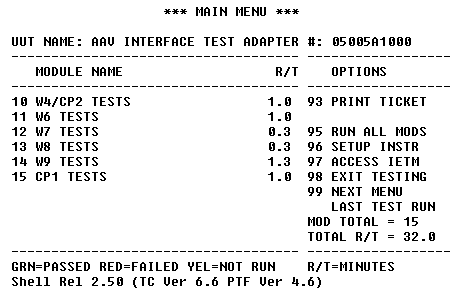 *** MAIN MENU ***
UUT NAME: AAV INTERFACE TEST ADAPTER #: 05005A1000
MODULE NAME R/T OPTIONS
10 W4/CP2 TESTS 1.0 93 PRINT TICKET
11 W6 TESTS 1.0
12 W7 TESTS 0.3 95 RUN ALL MODS
13 W8 TESTS 0.3 96 SETUP INSTR
14 W9 TESTS 1.3 97 ACCESS IETM
15 CP1 TESTS 1.0 98 EXIT TESTING
99 NEXT MENU
LAST TEST RUN
MOD TOTAL = 15
TOTAL R/T = 32.0
GRN=PASSED RED=FAILED YEL=NOT RUN R/T=MINUTES
Shell Rel 2.50 (TC Ver 6.6 PTF Ver 4.6)